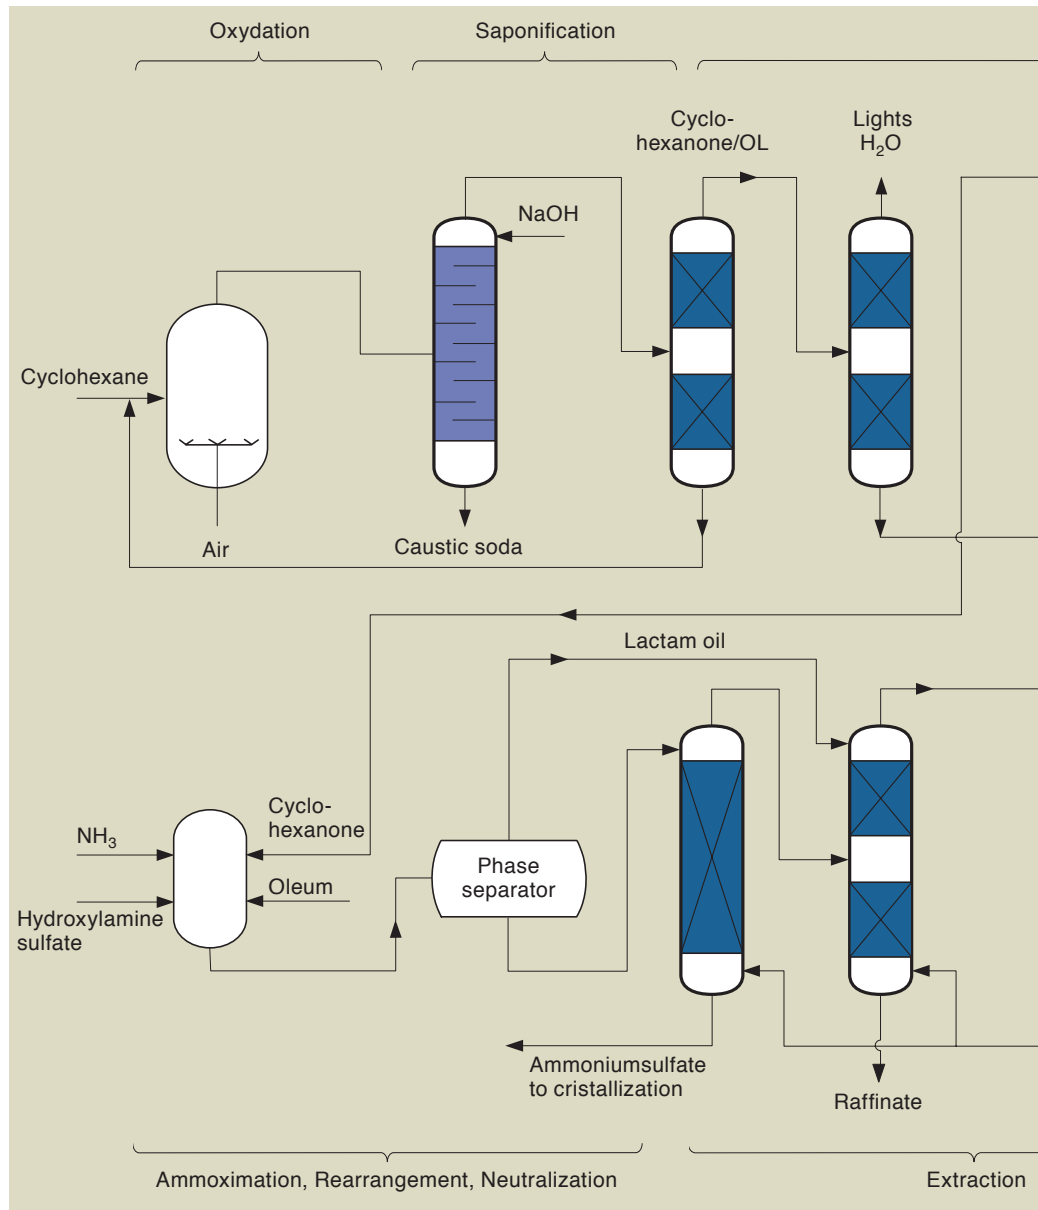 Oxydation
Saponification
Cyclo-
hexanone/OL
Lights
H₂O
NaOH
Cyclohexane
Air
Caustic soda
Lactam oil
Cyclo-
hexanone
NH₃
Oleum
Hydroxylamine
sulfate
Phase
separator
Ammoniumsulfate
to cristallization
Raffinate
Ammoximation, Rearrangement, Neutralization
Extraction